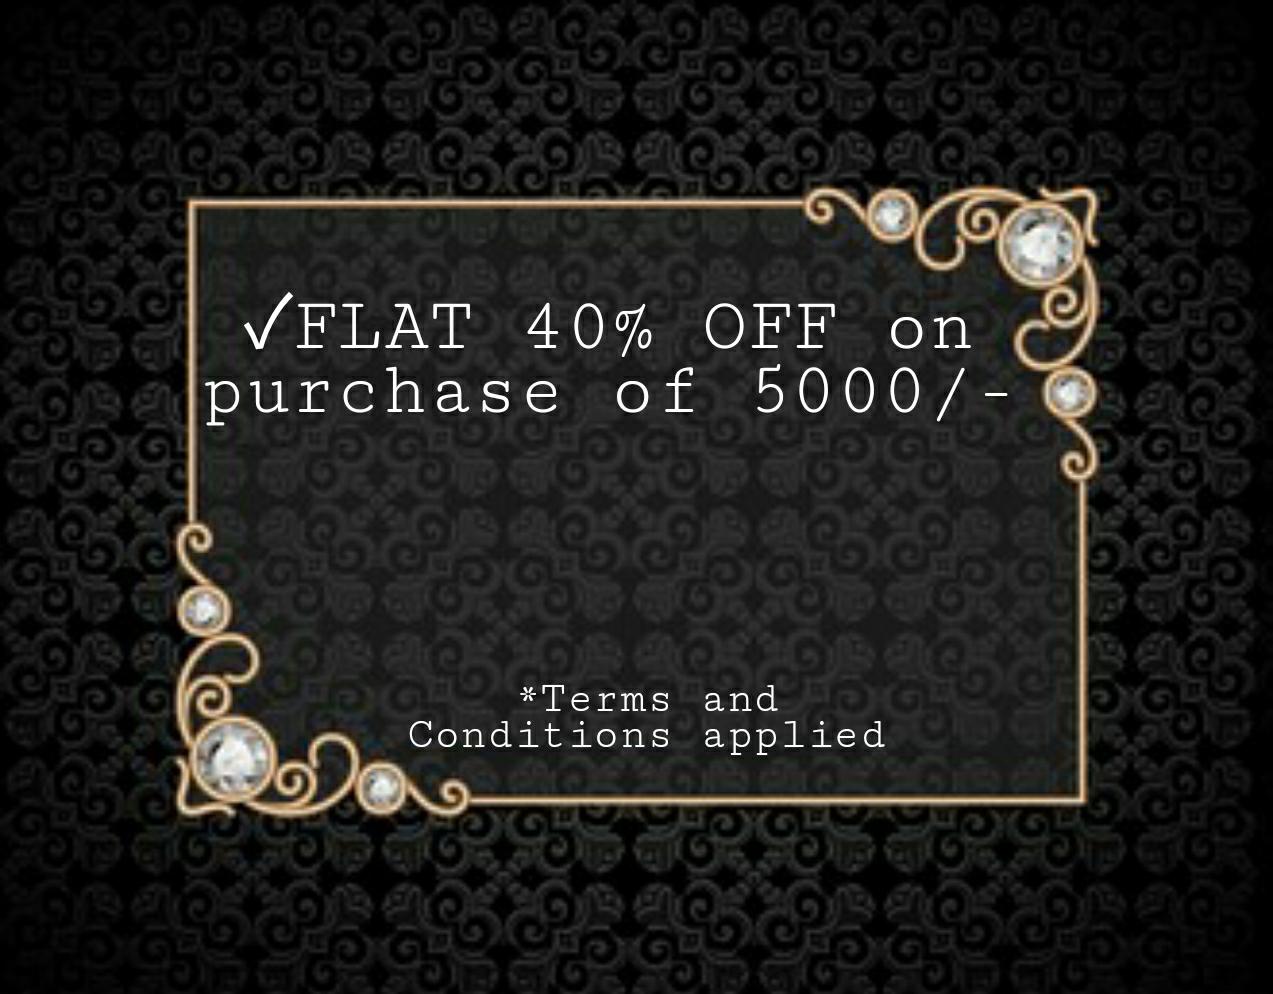 ✓FLAT 40% OFF on
purchase of 5000/-
*Terms and
Conditions applied